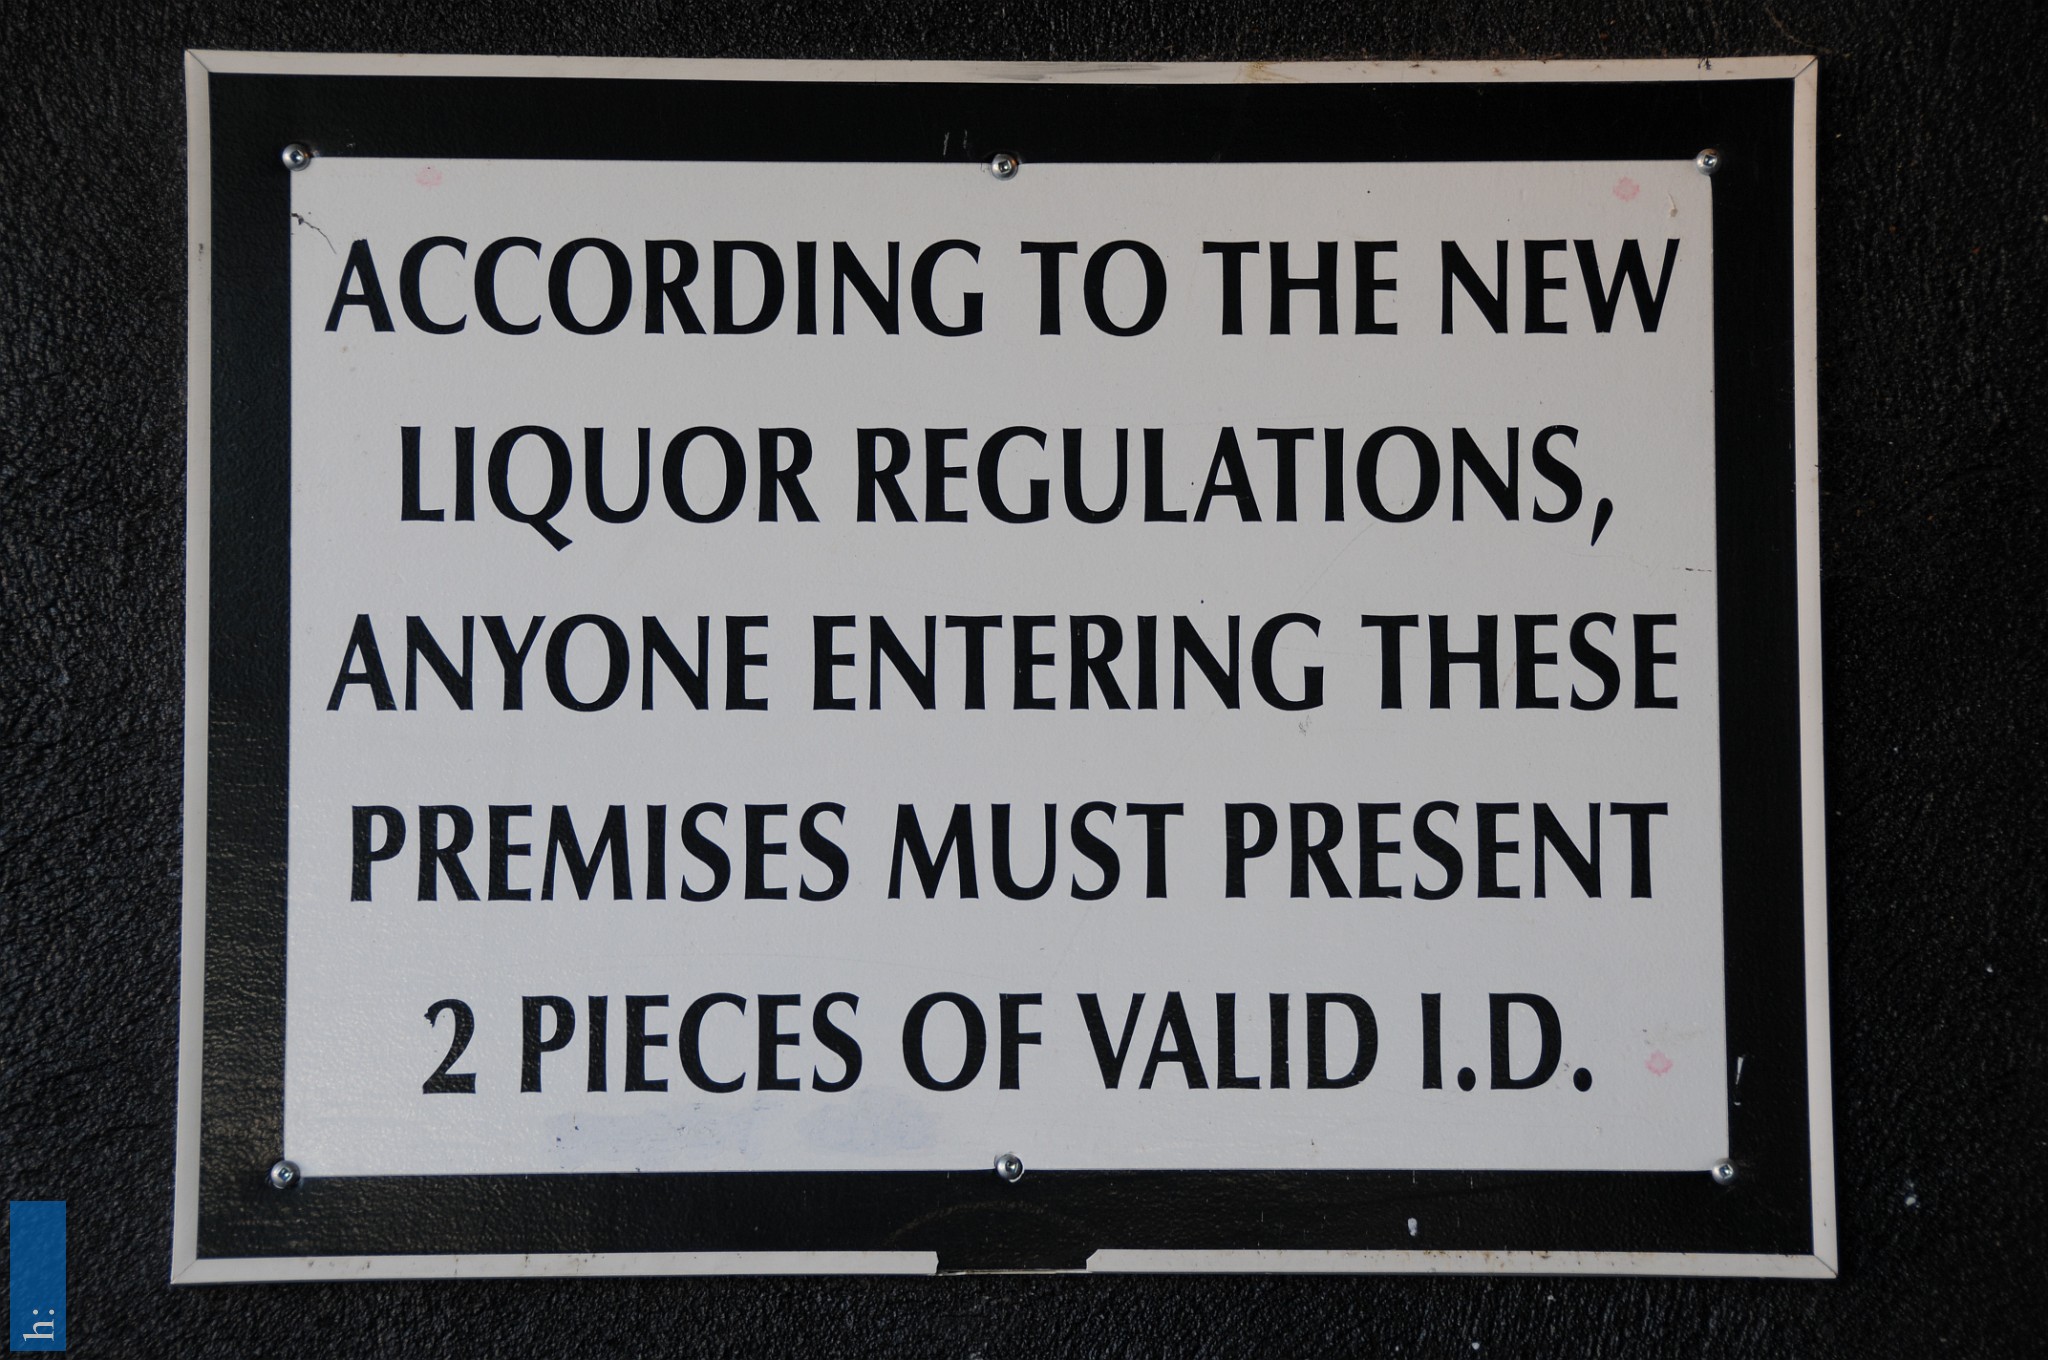 ACCORDING TO THE NEW
LIQUOR REGULATIONS,
ANYONE ENTERING THESE
PREMISES MUST PRESENT
2 PIECES OF VALID I.D.
h: